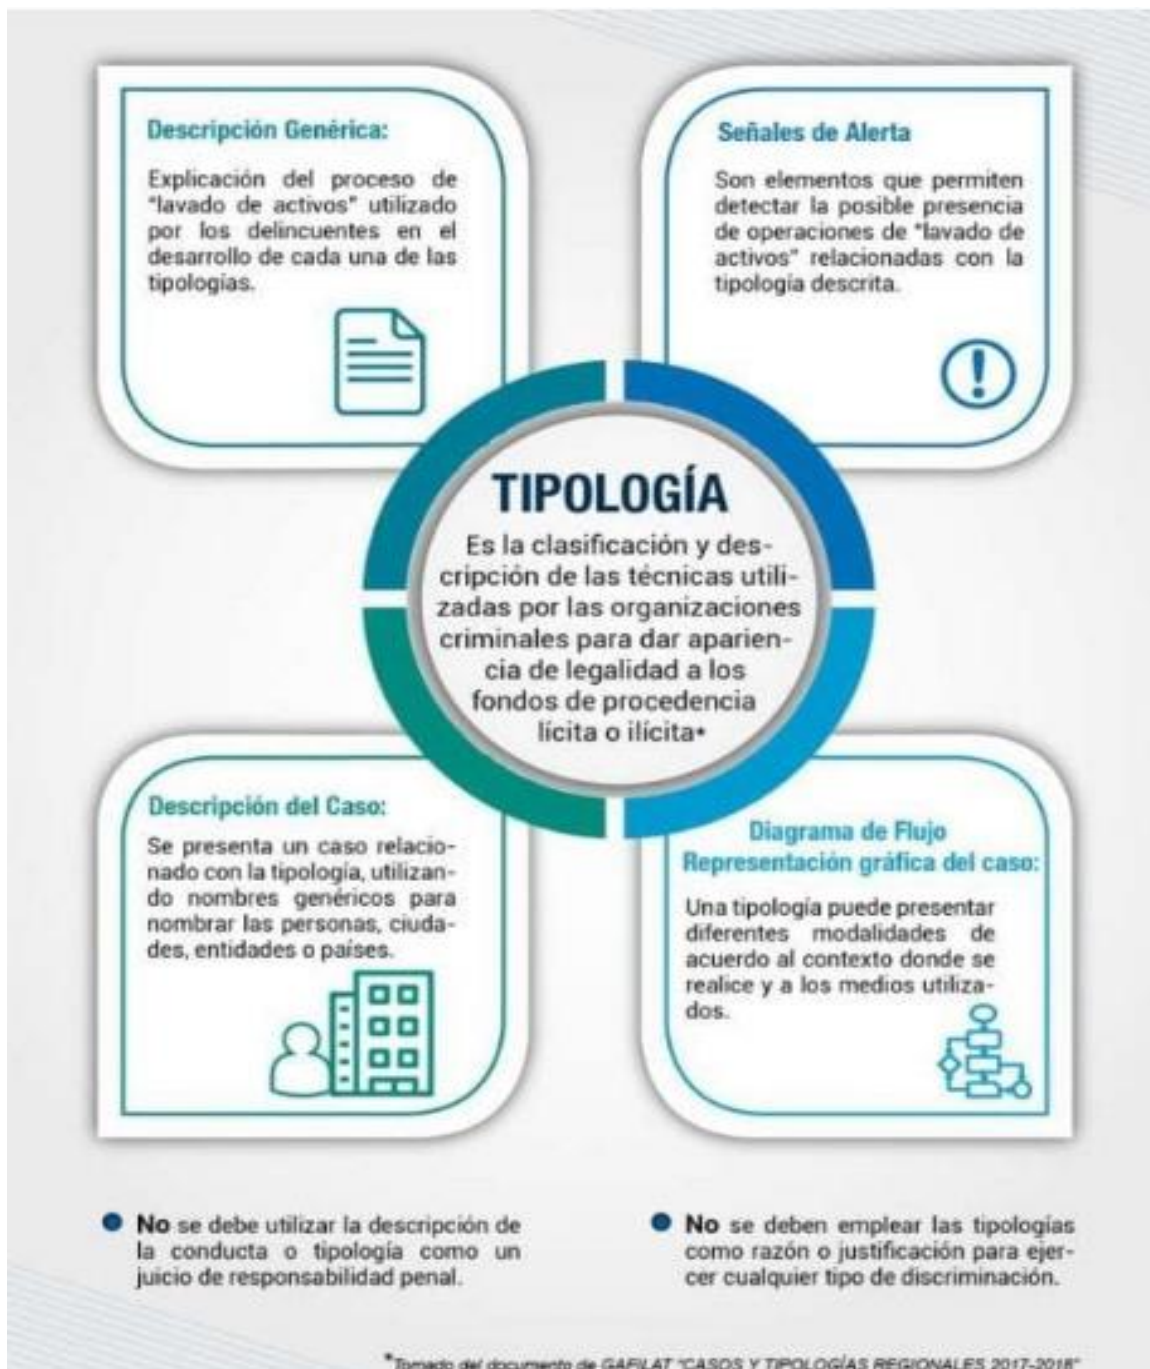 Descripción Genérica:
Explicación del proceso de
"lavado de activos" utilizado
por los delincuentes en el
desarrollo de cada una de las
tipologías.
Señales de Alerta
Son elementos que permiten
detectar la posible presencia
de operaciones de "lavado de
activos" relacionadas con la
tipología descrita.
TIPOLOGÍA
Es la clasificación y des-
cripción de las técnicas utili-
zadas por las organizaciones
criminales para dar aparien-
cia de legalidad a los
fondos de procedencia
lícita o ilícita*
Descripción del Caso:
Se presenta un caso relacio-
nado con la tipología, utilizan-
do nombres genéricos para
nombrar las personas, ciuda-
des, entidades o países.
Diagrama de Flujo
Representación gráfica del caso:
Una tipología puede presentar
diferentes modalidades de
acuerdo al contexto donde se
realice y a los medios utiliza-
dos.
No se debe utilizar la descripción de
la conducta o tipología como un
juicio de responsabilidad penal.
No se deben emplear las tipologías
como razón o justificación para ejer-
cer cualquier tipo de discriminación.
*Tomado del documento de GAFILAT "CASOS Y TIPOLOGÍAS REGIONALES 2017-2018"